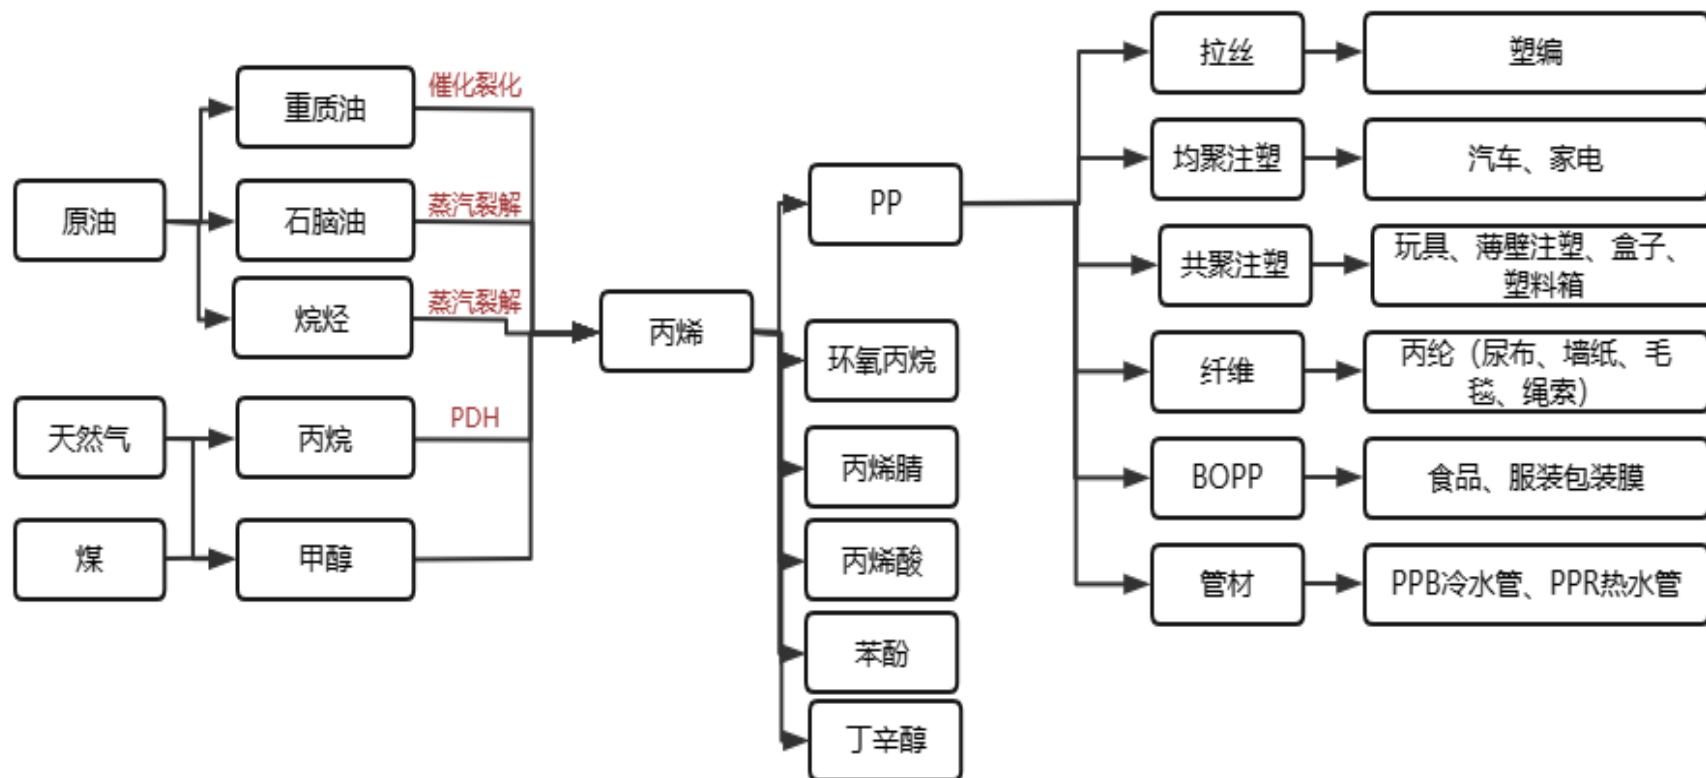 原油
天然气
煤
重质油
石脑油
烷烃
丙烷
甲醇
催化裂化
蒸汽裂解
蒸汽裂解
PDH
丙烯
PP
环氧丙烷
丙烯腈
丙烯酸
苯酚
丁辛醇
拉丝
均聚注塑
共聚注塑
纤维
BOPP
管材
塑编
汽车、家电
玩具、薄壁注塑、盒子、
塑料箱
丙纶（尿布、墙纸、毛
毯、绳索）
食品、服装包装膜
PPB冷水管、PPR热水管